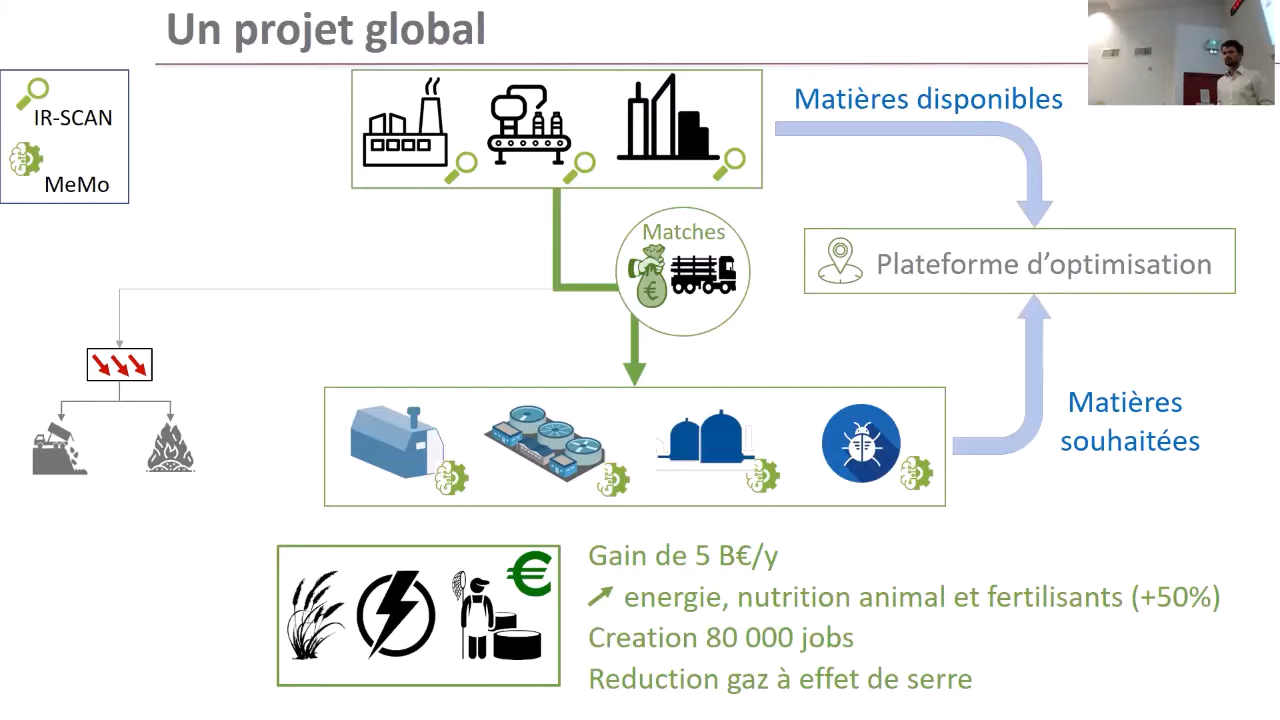 Un projet global
IR-SCAN
MeMo
Matières disponibles
Matches
€
Plateforme d'optimisation
Matières
souhaitées
€
Gain de 5 B€/y
energie, nutrition animal et fertilisants (+50%)
Creation 80 000 jobs
Reduction gaz à effet de serre